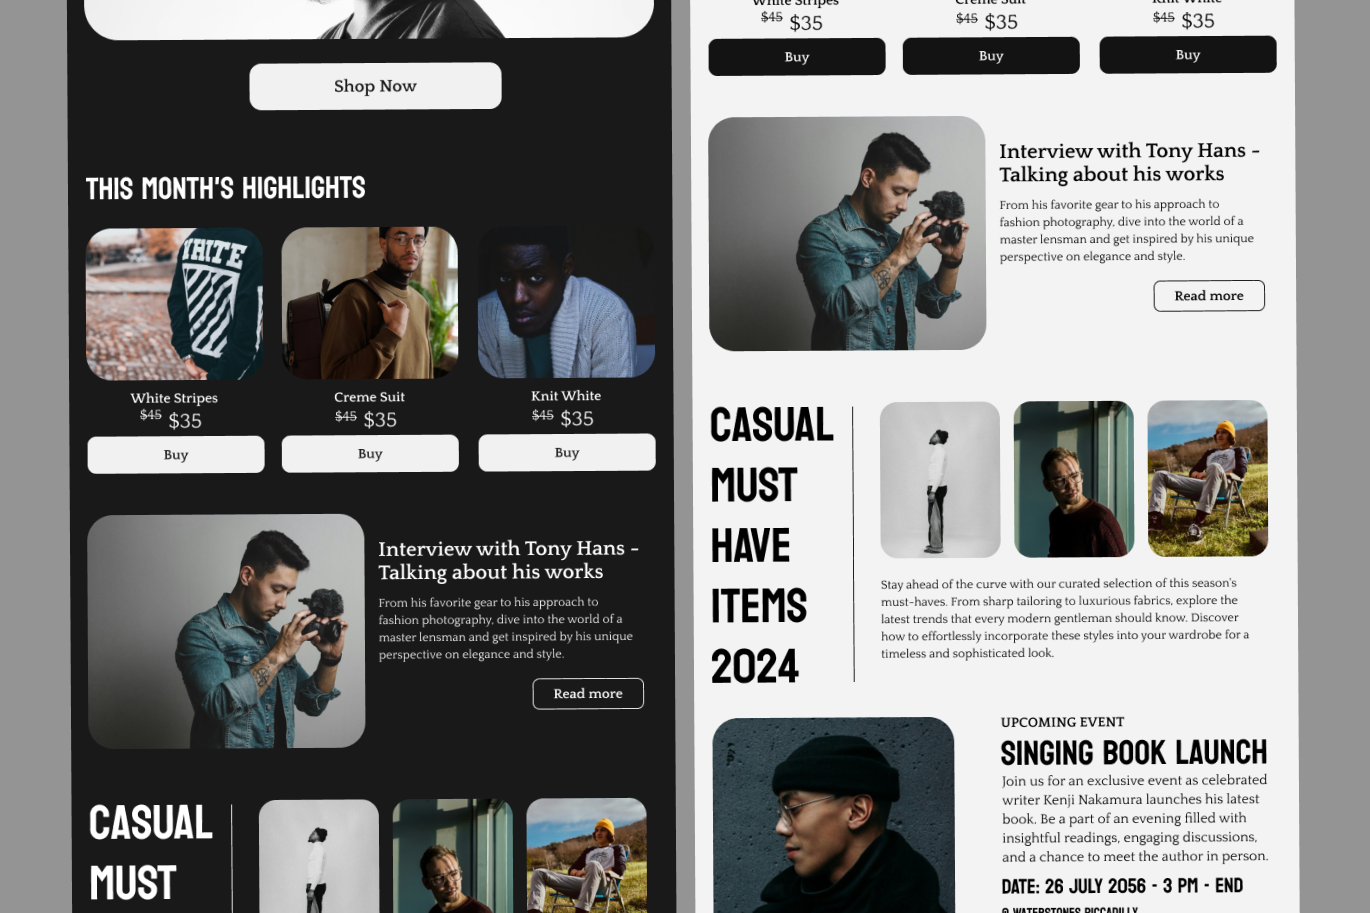 Shop Now
THIS MONTH'S HIGHLIGHTS
WHITE
White Stripes
$45 $35
Buy
Creme Suit
$45 $35
Buy
Knit White
$45 $35
Buy
Interview with Tony Hans -
Talking about his works
From his favorite gear to his approach to
fashion photography, dive into the world of a
master lensman and get inspired by his unique
perspective on elegance and style.
Read more
CASUAL
MUST
White Stripes
$45 $35
Buy
Creme Suit
$45 $35
Buy
Knit White
$45 $35
Buy
Interview with Tony Hans -
Talking about his works
From his favorite gear to his approach to
fashion photography, dive into the world of a
master lensman and get inspired by his unique
perspective on elegance and style.
Read more
CASUAL
MUST
HAVE
ITEMS
2024
Stay ahead of the curve with our curated selection of this season's
must-haves. From sharp tailoring to luxurious fabrics, explore the
latest trends that every modern gentleman should know. Discover
how to effortlessly incorporate these styles into your wardrobe for a
timeless and sophisticated look.
UPCOMING EVENT
SINGING BOOK LAUNCH
Join us for an exclusive event as celebrated
writer Kenji Nakamura launches his latest
book. Be a part of an evening filled with
insightful readings, engaging discussions,
and a chance to meet the author in person.
DATE: 26 JULY 2056 - 3 PM - END
@ WATERSTONES PICCADILLY